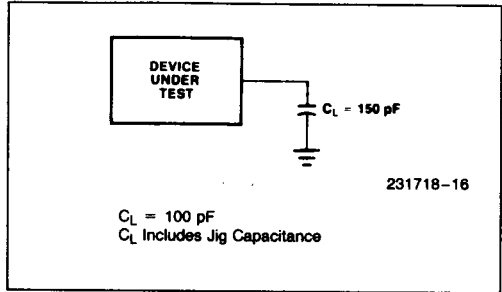 DEVICE
UNDER
TEST
C_L = 150 pF
231718-16
C_L = 100 pF
C_L Includes Jig Capacitance